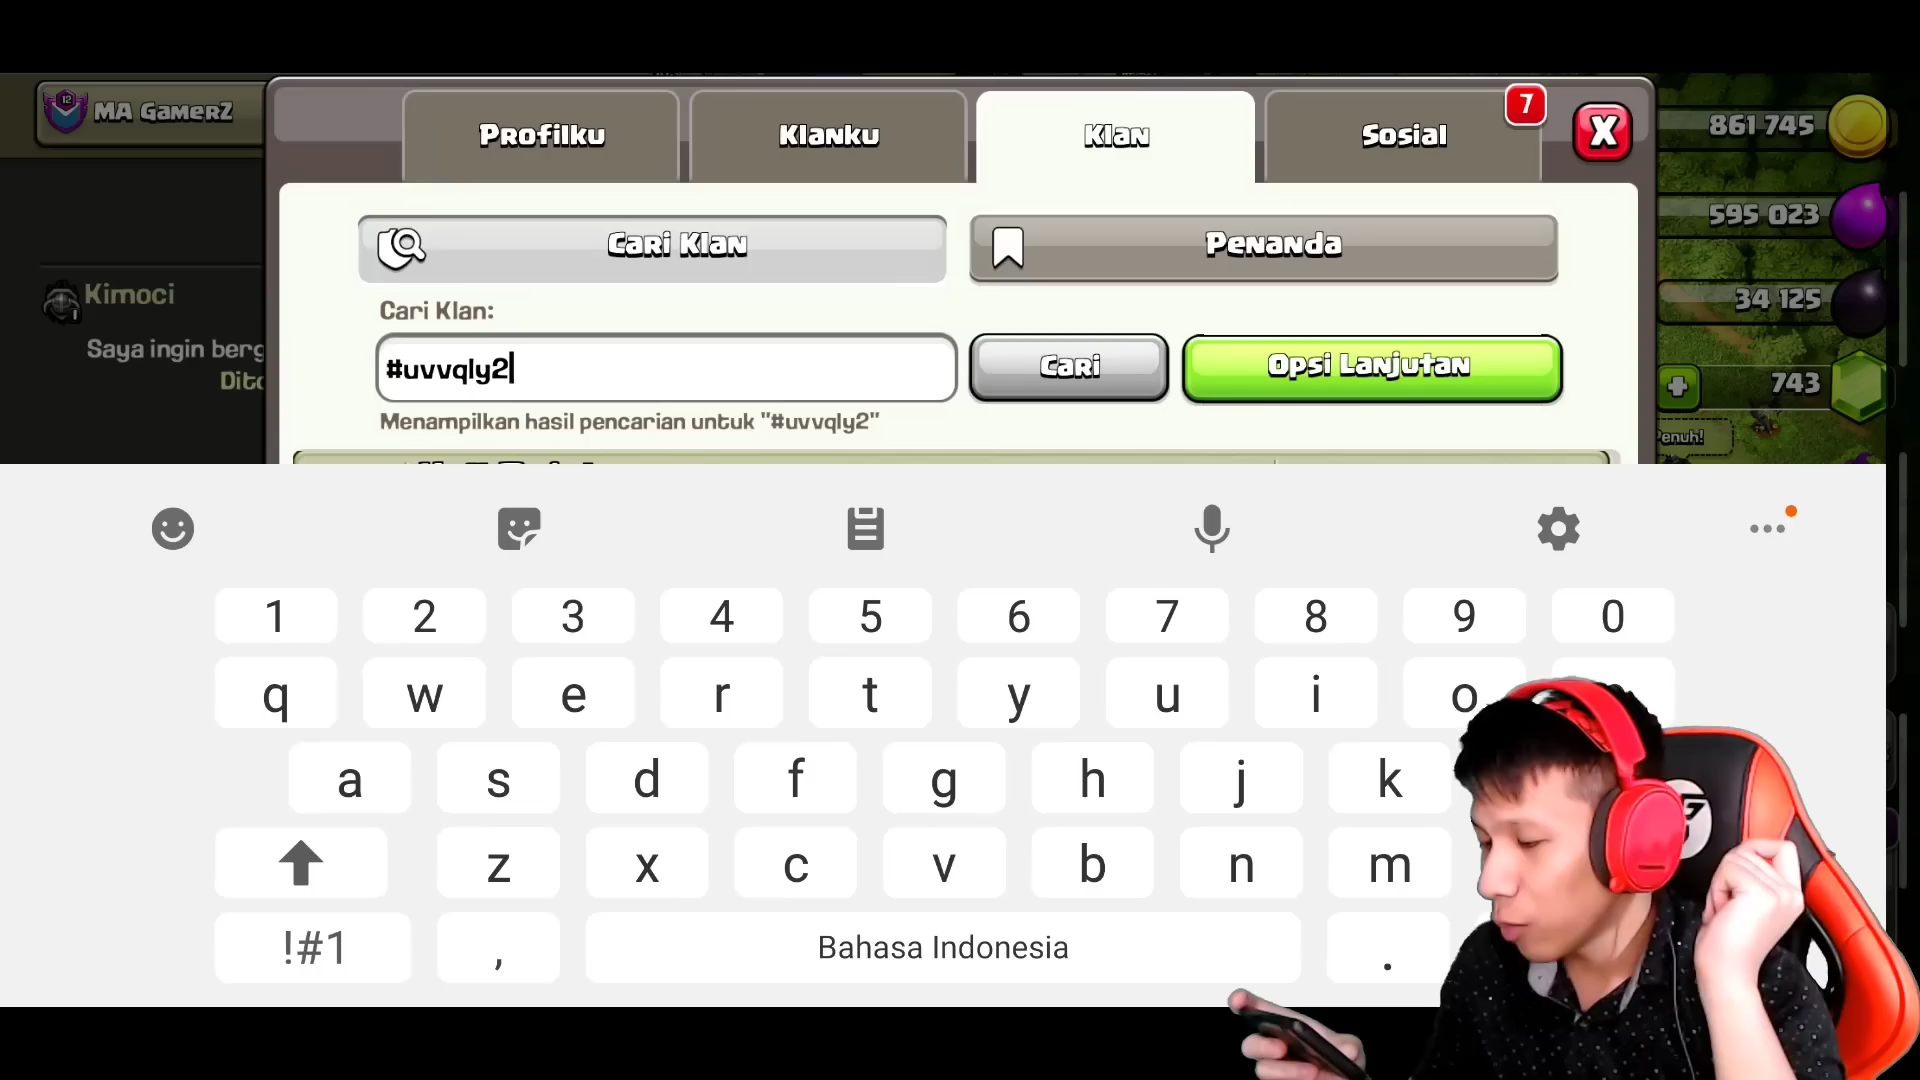 12
MA GamerZ
Profilku
Klanku
Klan
Sosial
7
X
861 745
Cari Klan
Penanda
595 023
Kimoci
Cari Klan:
34 125
Saya ingin berg
#uvvqly2
Cari
Opsi Lanjutan
743
Menampilkan hasil pencarian untuk "#uvvqly2"
Penuh!
1 2 3 4 5 6 7 8 9 0
q w e r t y u i o
a s d f g h j k
z x c v b n m
!#1 , Bahasa Indonesia .